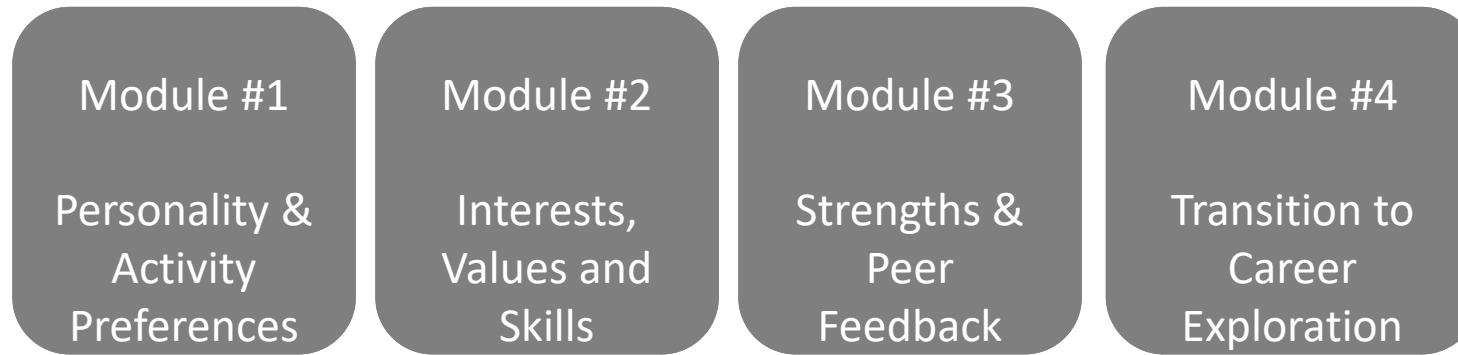 Module #1
Personality &
Activity
Preferences
Module #2
Interests,
Values and
Skills
Module #3
Strengths &
Peer
Feedback
Module #4
Transition to
Career
Exploration